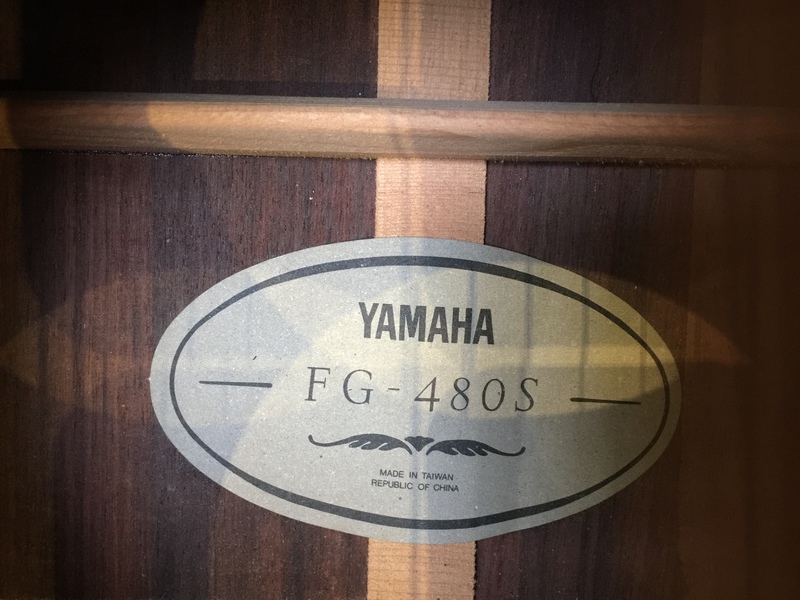 YAMAHA
FG-480S
MADE IN TAIWAN
REPUBLIC OF CHINA